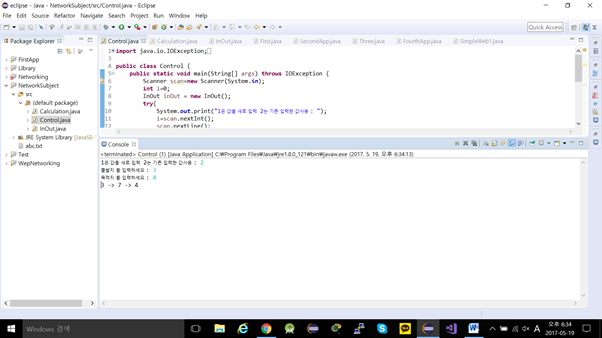 eclipse - Java - NetworkSubject/src/Control.java - Eclipse
File Edit Source Refactor Navigate Search Project Run Window Help
Quick Access
Package Explorer
FirstApp
Library
Networking
NetworkSubject
src
(default package)
Calculation.java
Control.java
InOut.java
JRE System Library [JavaSE-
abc.txt
Test
WepNetworking
Control.java Calculation.java InOut.java First.java SecondApp.java Three.java FourthApp.java SimpleWeb1.java
1 import java.io.IOException;
3
4 public class Control {
5 public static void main(String[] args) throws IOException {
6 Scanner scan=new Scanner(System.in);
7 int i=0;
8 InOut inOut = new InOut();
9 try{
10 System.out.print("1은 값을 새로 입력 2는 기존 입력한 값사용 : ");
11 i=scan.nextInt();
12 scan.nextLine();
Console
<terminated> Control (1) [Java Application] C:\Program Files\Java\jre1.8.0_121\bin\javaw.exe (2017. 5. 19. 오후 6:34:13)
1은 값을 새로 입력 2는 기존 입력한 값사용 : 2
출발지 를 입력하시오 : 3
목적지 를 입력하시오 : 4
3 -> 7 -> 4
Windows 검색
A
오후 6:34
2017-05-19